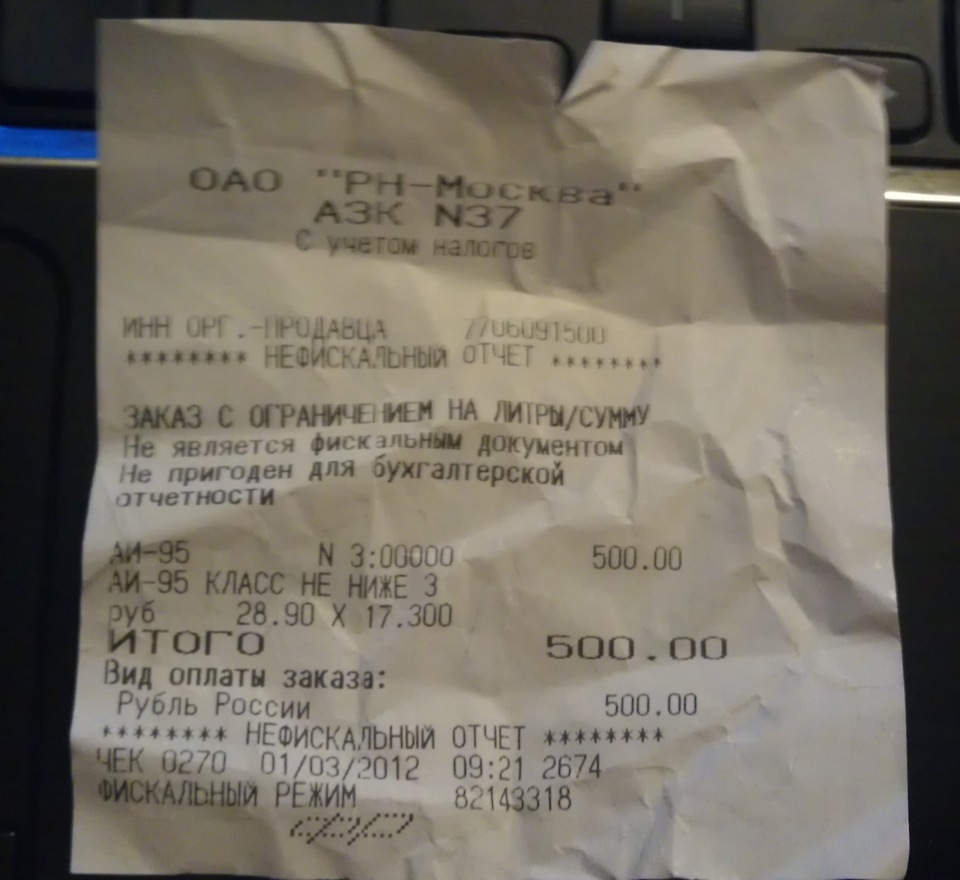 ОАО "РН-Москва"
АЗК N37
С учетом налогов
ИНН ОРГ.-ПРОДАВЦА 7706091500
******** НЕФИСКАЛЬНЫЙ ОТЧЕТ ********
ЗАКАЗ С ОГРАНИЧЕНИЕМ НА ЛИТРЫ/СУММУ
Не является фискальным документом
Не пригоден для бухгалтерской
отчетности
АИ-95 N 3:00000 500.00
АИ-95 КЛАСС НЕ НИЖЕ 3
руб 28.90 X 17.300
ИТОГО 500.00
Вид оплаты заказа:
Рубль России 500.00
******** НЕФИСКАЛЬНЫЙ ОТЧЕТ ********
ЧЕК 0270 01/03/2012 09:21 2674
ФИСКАЛЬНЫЙ РЕЖИМ 82143318